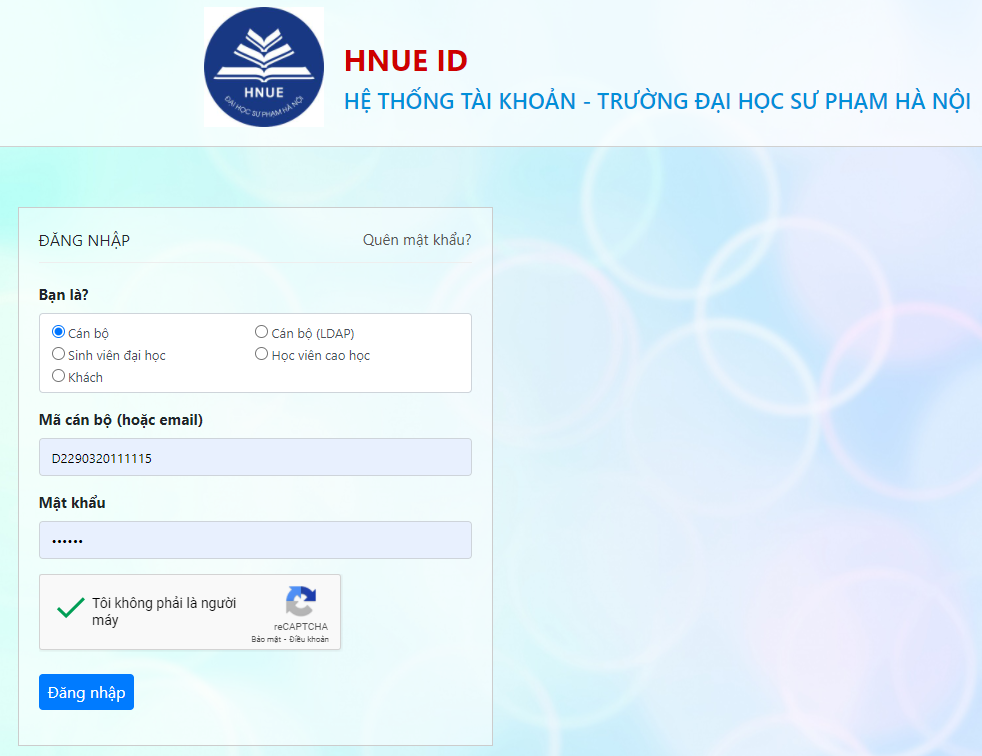 HNUE
ĐẠI HỌC SƯ PHẠM HÀ NỘI
HNUE ID
HỆ THỐNG TÀI KHOẢN - TRƯỜNG ĐẠI HỌC SƯ PHẠM HÀ NỘI
ĐĂNG NHẬP
Quên mật khẩu?
Bạn là?
Cán bộ
Cán bộ (LDAP)
Sinh viên đại học
Học viên cao học
Khách
Mã cán bộ (hoặc email)
D2290320111115
Mật khẩu
••••••
Tôi không phải là người
máy
reCAPTCHA
Bảo mật - Điều khoản
Đăng nhập